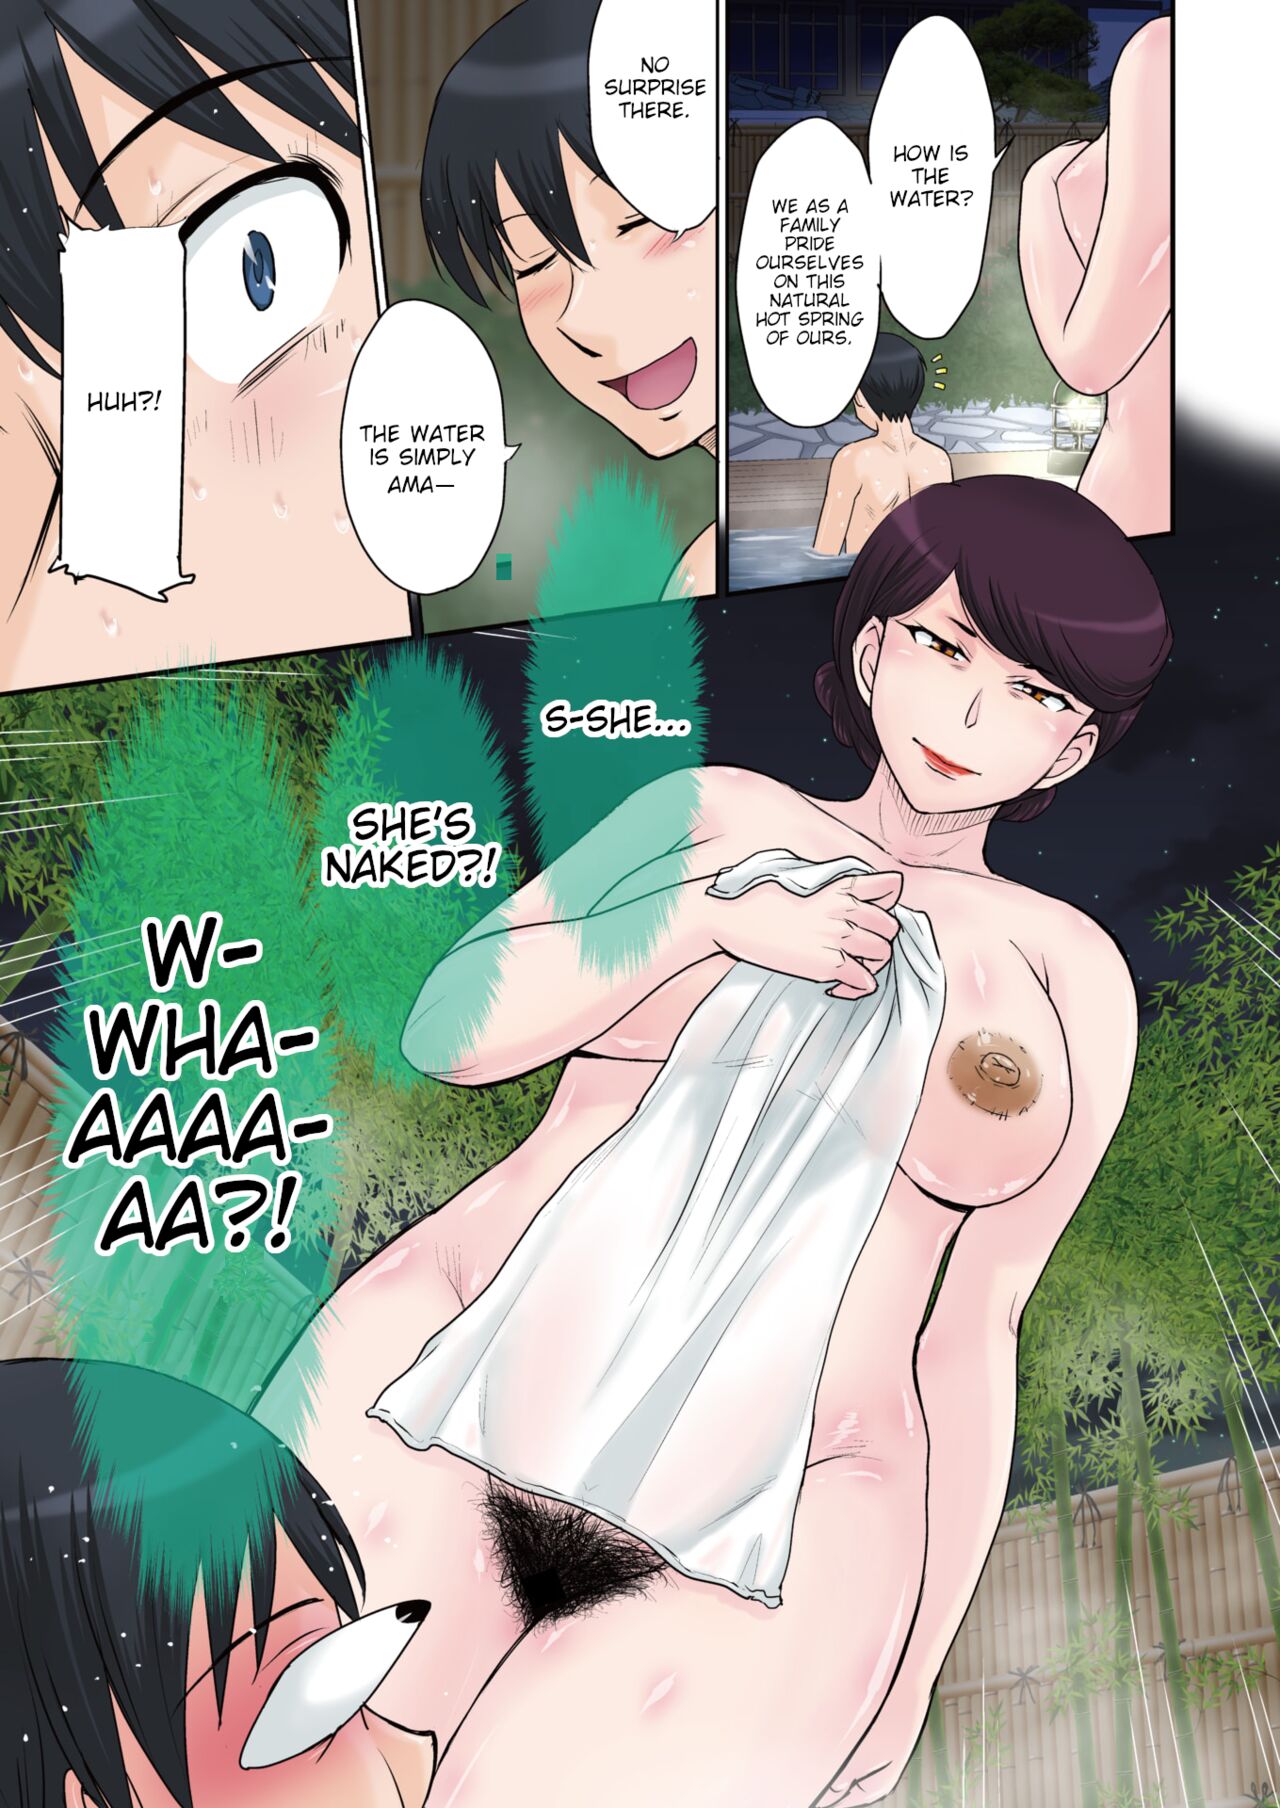 HOW IS
THE
WATER?
WE AS A
FAMILY
PRIDE
OURSELVES
ON THIS
NATURAL
HOT SPRING
OF OURS.
NO
SURPRISE
THERE.
THE WATER
IS SIMPLY
AMA—
HUH?!
S-SHE...
SHE'S
NAKED?!
W-
WHA-
AAAA-
AA?!